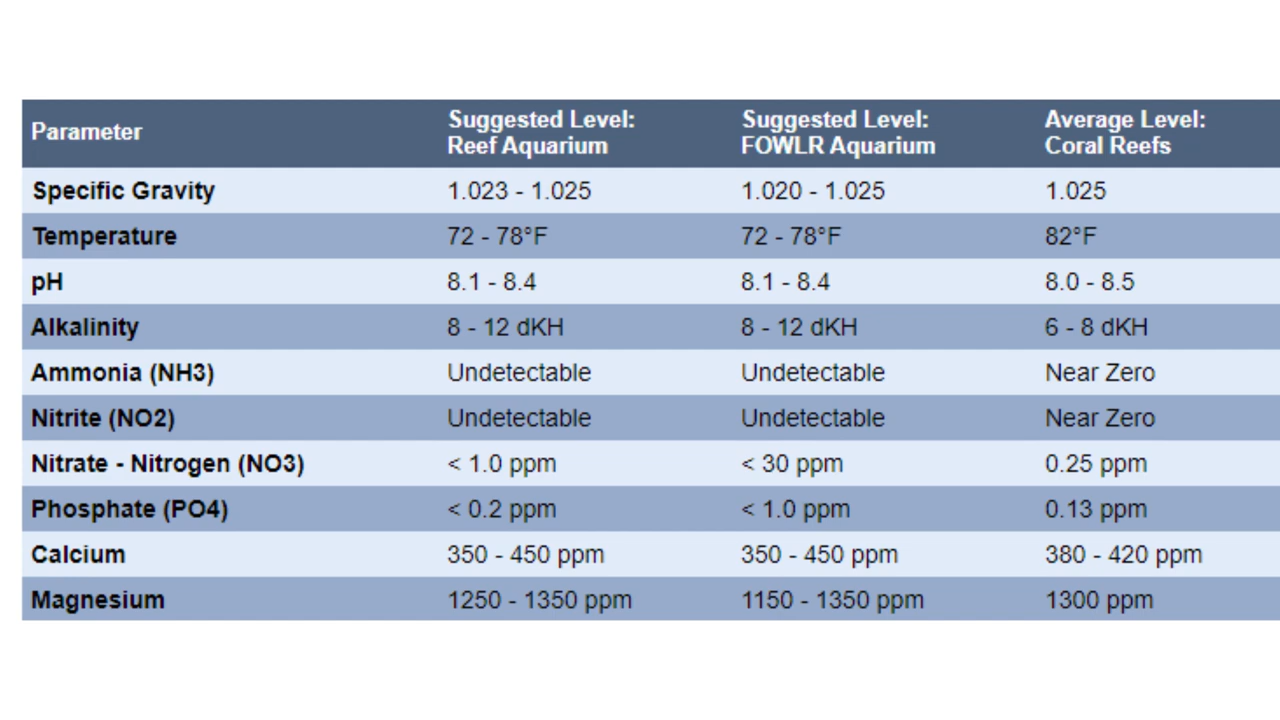 Parameter Suggested Level: Reef Aquarium Suggested Level: FOWLR Aquarium Average Level: Coral Reefs
Specific Gravity 1.023 - 1.025 1.020 - 1.025 1.025
Temperature 72 - 78°F 72 - 78°F 82°F
pH 8.1 - 8.4 8.1 - 8.4 8.0 - 8.5
Alkalinity 8 - 12 dKH 8 - 12 dKH 6 - 8 dKH
Ammonia (NH3) Undetectable Undetectable Near Zero
Nitrite (NO2) Undetectable Undetectable Near Zero
Nitrate - Nitrogen (NO3) < 1.0 ppm < 30 ppm 0.25 ppm
Phosphate (PO4) < 0.2 ppm < 1.0 ppm 0.13 ppm
Calcium 350 - 450 ppm 350 - 450 ppm 380 - 420 ppm
Magnesium 1250 - 1350 ppm 1150 - 1350 ppm 1300 ppm